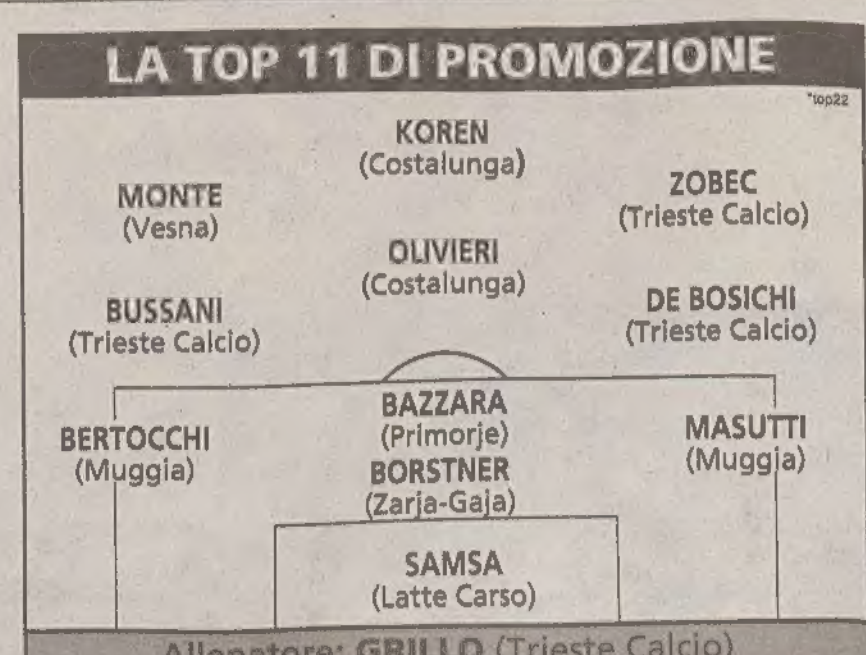 LA TOP 11 DI PROMOZIONE
*top22
KOREN
(Costalunga)
MONTE
(Vesna)
ZOBEC
(Trieste Calcio)
OLIVIERI
(Costalunga)
BUSSANI
(Trieste Calcio)
DE BOSICHI
(Trieste Calcio)
BAZZARA
(Primorje)
BERTOCCHI
(Muggia)
MASUTTI
(Muggia)
BORSTNER
(Zarja-Gaja)
SAMSA
(Latte Carso)
Allenatore: GRILLO (Trieste Calcio)